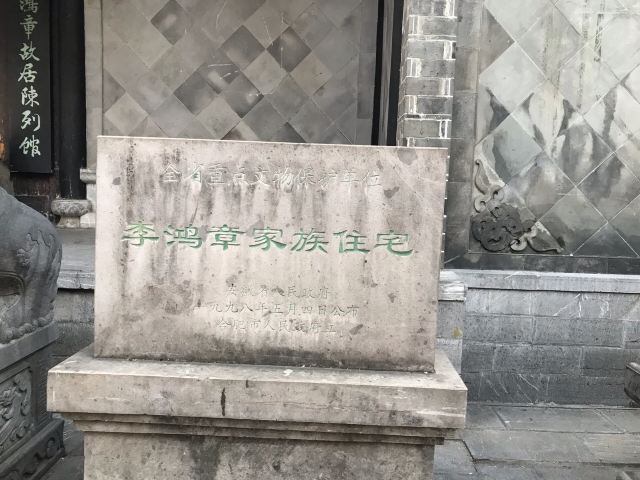 鸿章故居陳列館
全省重点文物保护单位
李鸿章家族住宅
安徽省人民政府
一九九八年五月四日公布
合肥市人民政府立